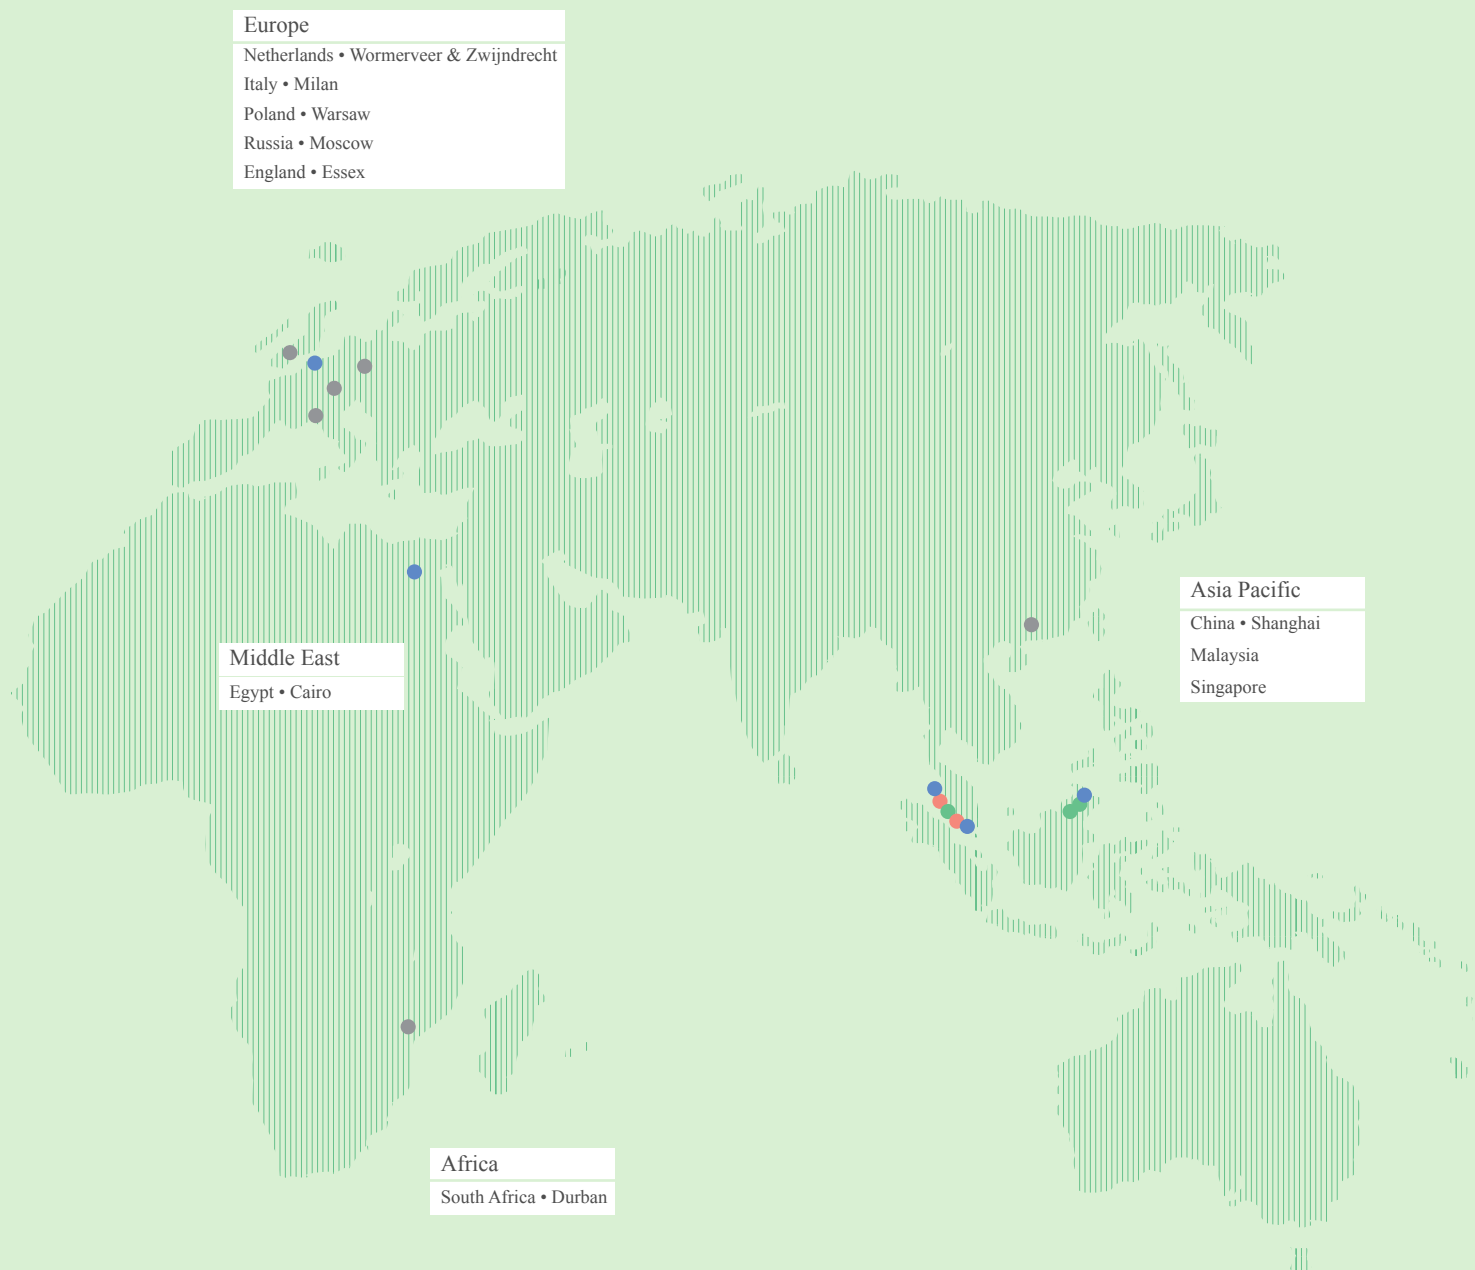 Europe
Netherlands • Wormerveer & Zwijndrecht
Italy • Milan
Poland • Warsaw
Russia • Moscow
England • Essex
Asia Pacific
China • Shanghai
Malaysia
Singapore
Middle East
Egypt • Cairo
Africa
South Africa • Durban